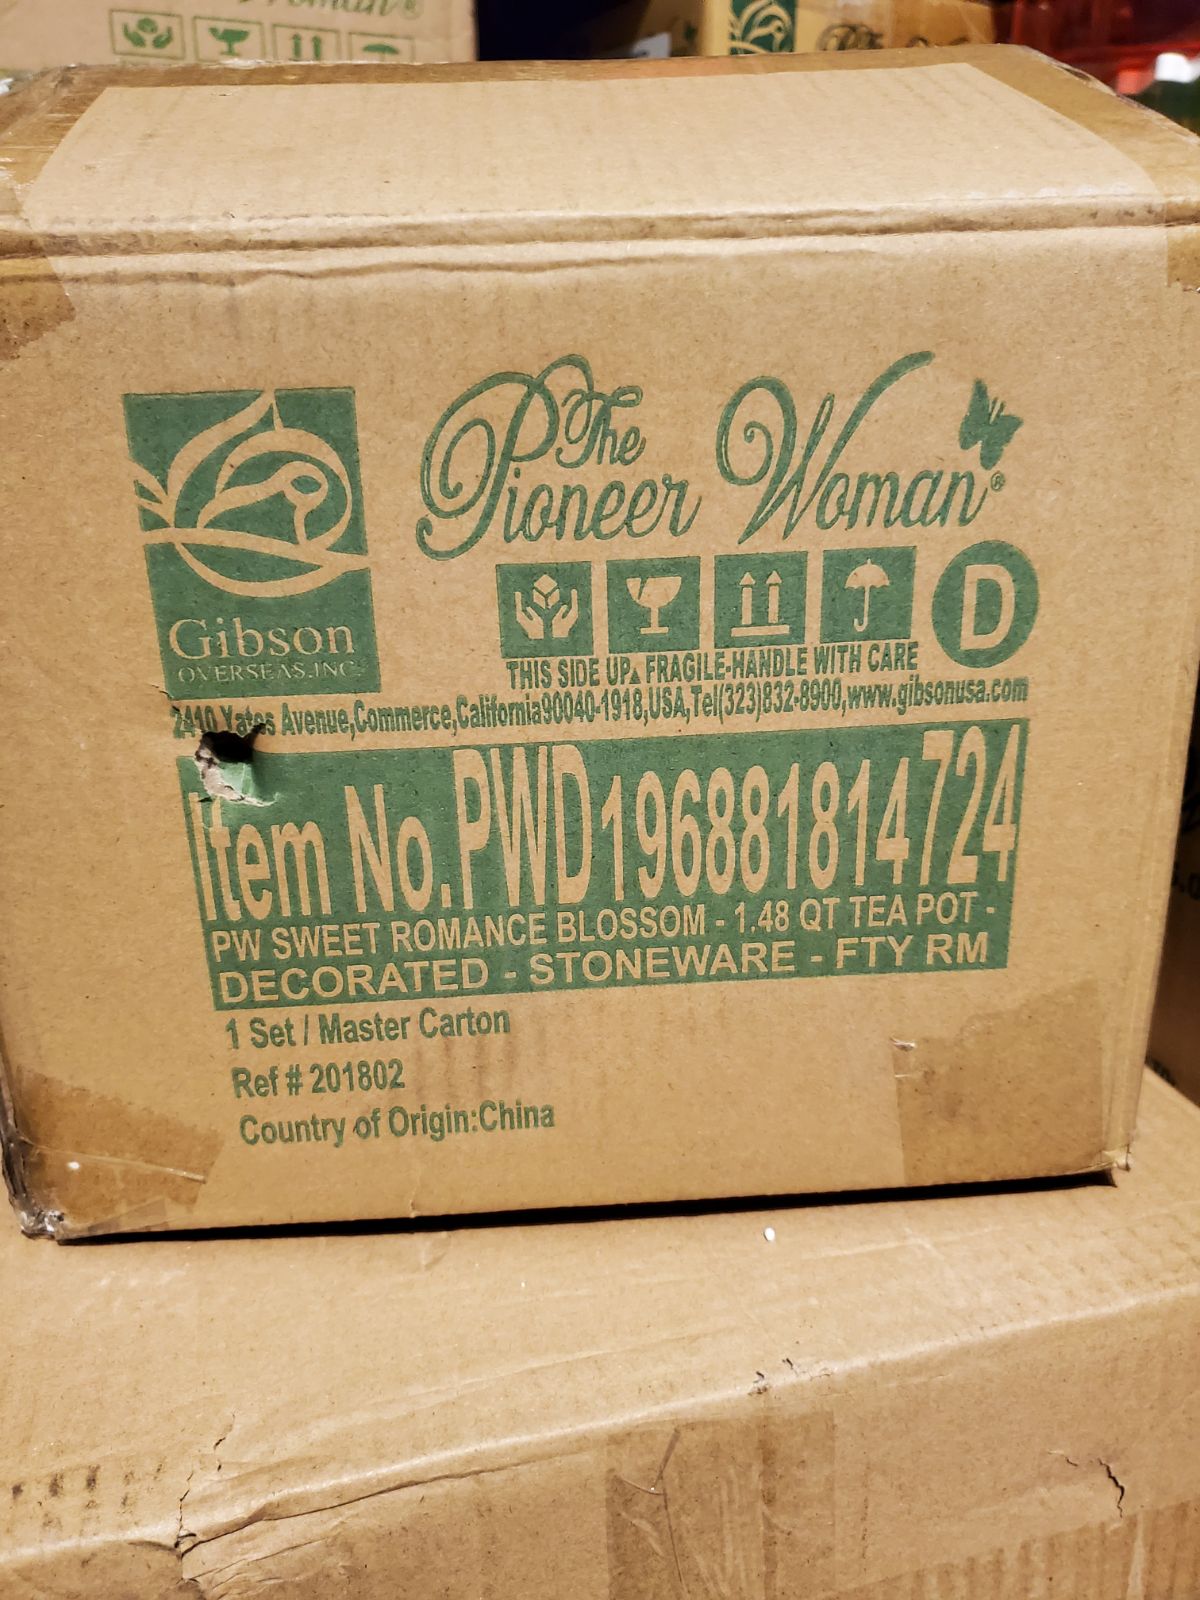 Woman®
The
Pioneer Woman®
Gibson
OVERSEAS, INC.
D
THIS SIDE UP▲ FRAGILE-HANDLE WITH CARE
2410 Yates Avenue,Commerce,California90040-1918,USA,Tel(323)832-8900,www.gibsonusa.com
Item No.PWD196881814724
PW SWEET ROMANCE BLOSSOM - 1.48 QT TEA POT -
DECORATED - STONEWARE - FTY RM
1 Set / Master Carton
Ref # 201802
Country of Origin:China